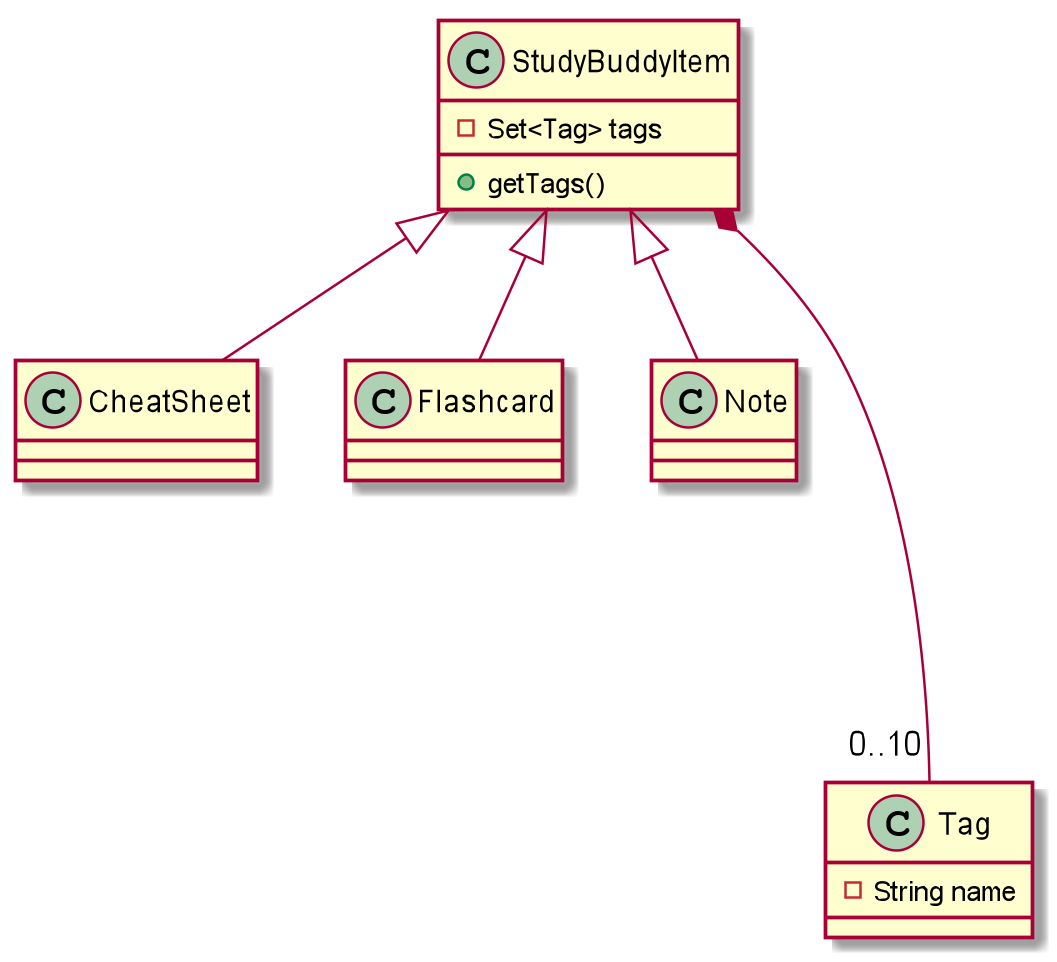 C StudyBuddyItem
Set<Tag> tags
getTags()
C CheatSheet
C Flashcard
C Note
0..10
C Tag
String name